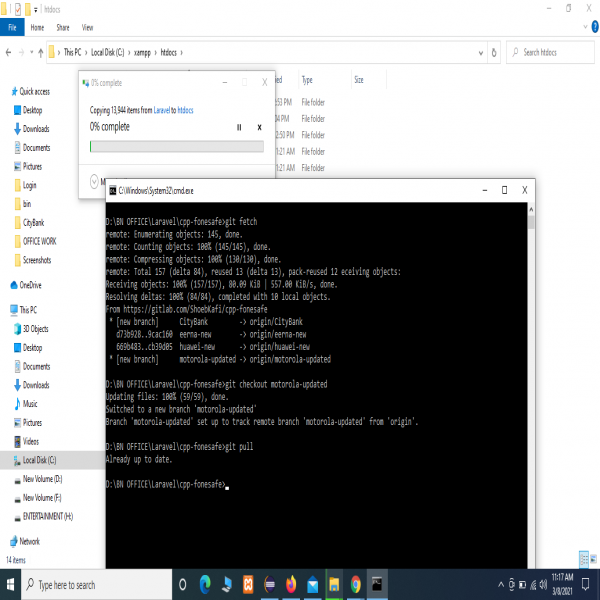 htdocs
File
Home
Share
View
This PC
Local Disk (C:)
xampp
htdocs
Search htdocs
Quick access
Desktop
Downloads
Documents
Pictures
Login
bin
CityBank
OFFICE WORK
Screenshots
OneDrive
This PC
3D Objects
Desktop
Documents
Downloads
Music
Pictures
Videos
Local Disk (C:)
New Volume (D:)
New Volume (F:)
ENTERTAINMENT (H:)
Network
14 items
Type
Size
:53 PM File folder
PM File folder
2:50 PM File folder
1:21 AM File folder
1:21 AM File folder
0% complete
Copying 13,944 items from Laravel to htdocs
0% complete
C:\Windows\System32\cmd.exe
D:\BN OFFICE\Laravel\cpp-fonesafe>git fetch
remote: Enumerating objects: 145, done.
remote: Counting objects: 100% (145/145), done.
remote: Compressing objects: 100% (130/130), done.
remote: Total 157 (delta 84), reused 13 (delta 13), pack-reused 12 eceiving objects:
Receiving objects: 100% (157/157), 80.09 KiB | 557.00 KiB/s, done.
Resolving deltas: 100% (84/84), completed with 10 local objects.
From https://gitlab.com/ShoebKafi/cpp-fonesafe
* [new branch] CityBank -> origin/CityBank
d73b928..9cac160 eerna-new -> origin/eerna-new
669b483..cb39d05 huawei-new -> origin/huawei-new
* [new branch] motorola-updated -> origin/motorola-updated
D:\BN OFFICE\Laravel\cpp-fonesafe>git checkout motorola-updated
Updating files: 100% (59/59), done.
Switched to a new branch 'motorola-updated'
Branch 'motorola-updated' set up to track remote branch 'motorola-updated' from 'origin'.
D:\BN OFFICE\Laravel\cpp-fonesafe>git pull
Already up to date.
D:\BN OFFICE\Laravel\cpp-fonesafe>
Type here to search
11:17 AM
3/8/2021